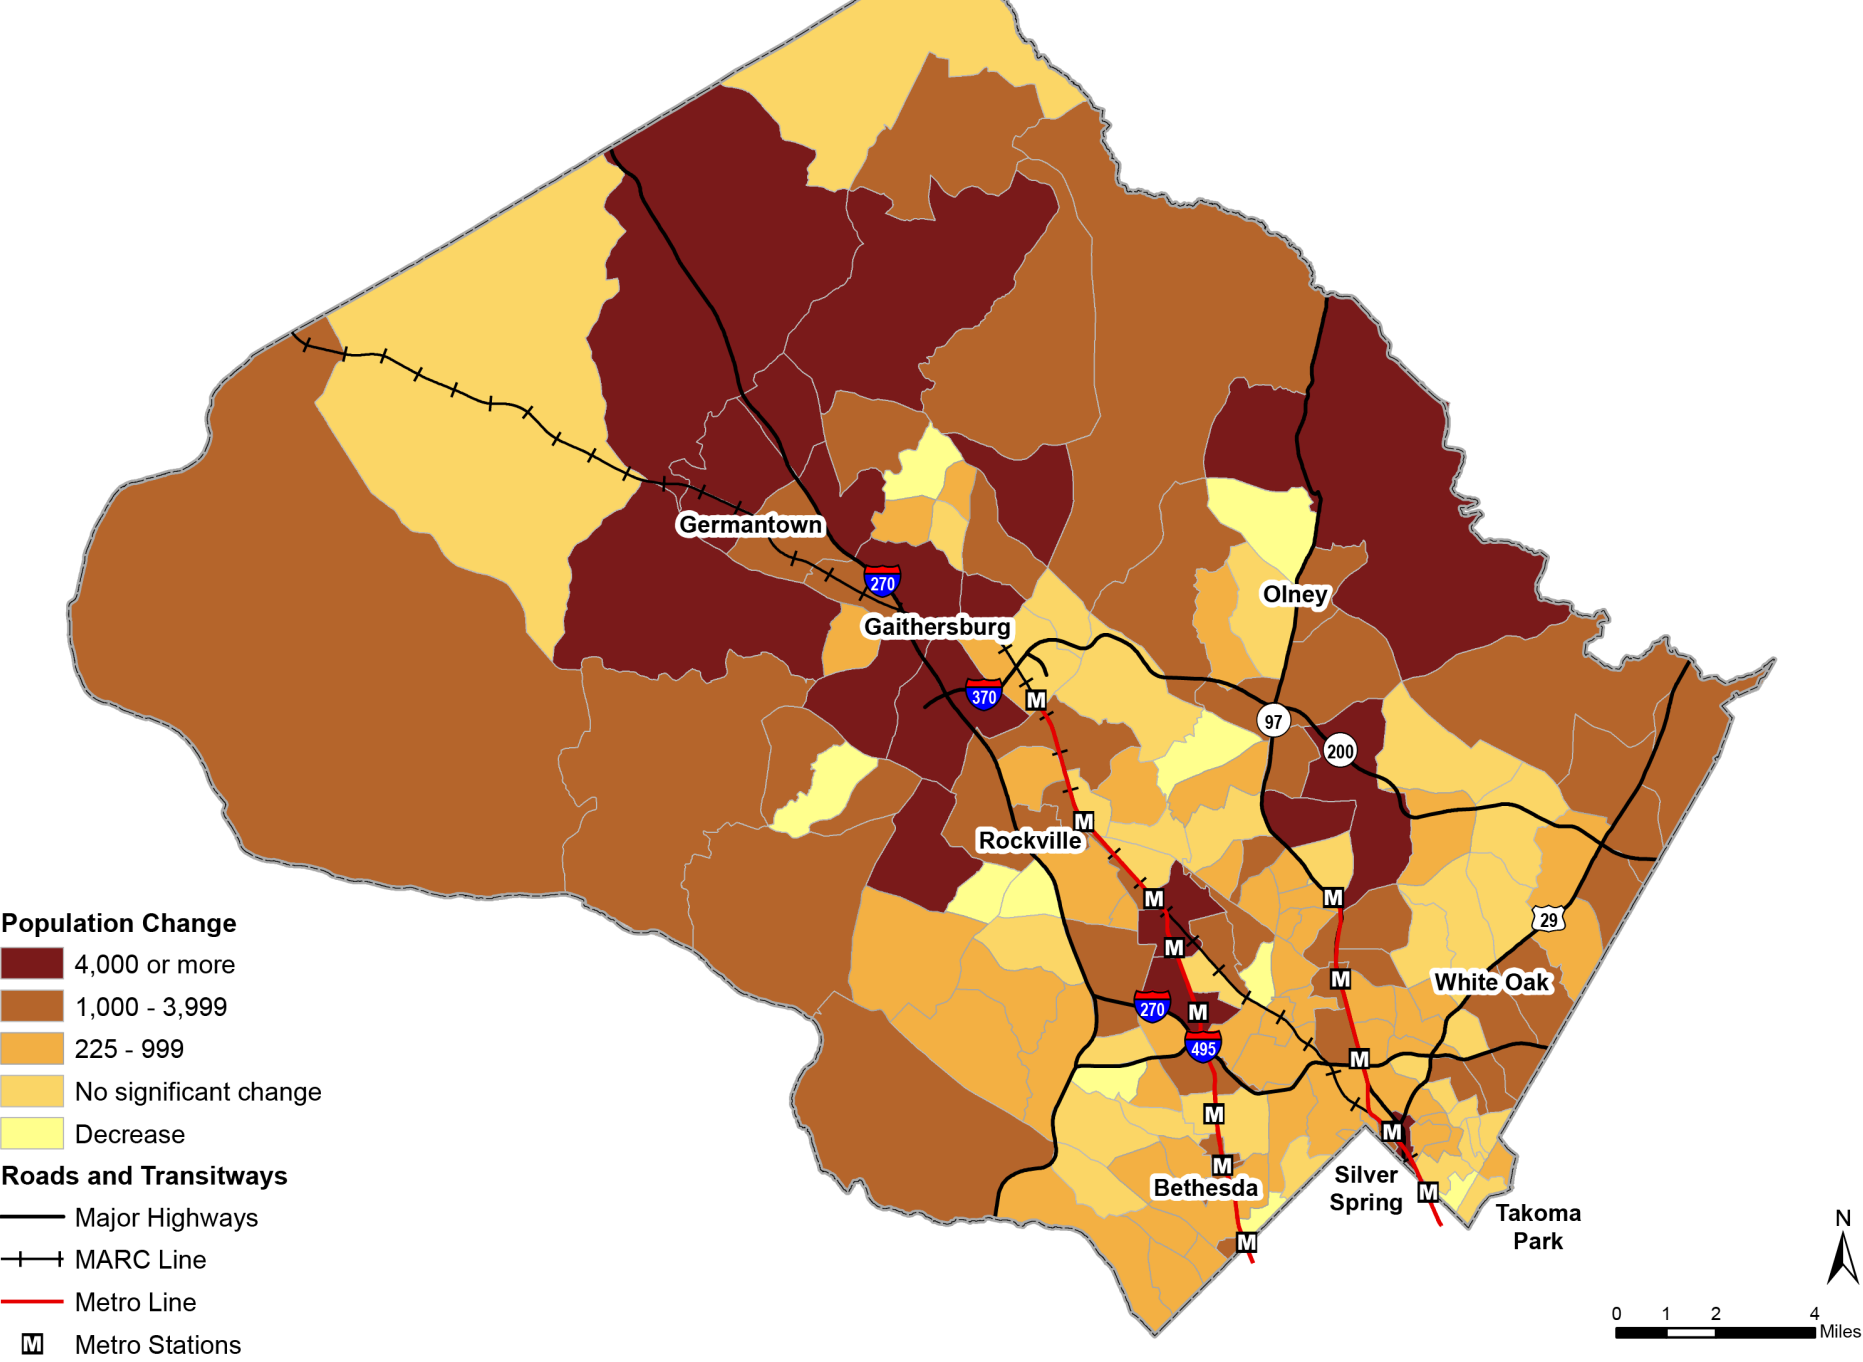 Germantown
270
Gaithersburg
Olney
370
97
200
Rockville
29
White Oak
270
495
Bethesda
Silver
Spring
Takoma
Park
M
M
M
M
M
M
M
M
M
M
M
M
M
Population Change
4,000 or more
1,000 - 3,999
225 - 999
No significant change
Decrease
Roads and Transitways
Major Highways
MARC Line
Metro Line
M Metro Stations
N
0 1 2 4
Miles